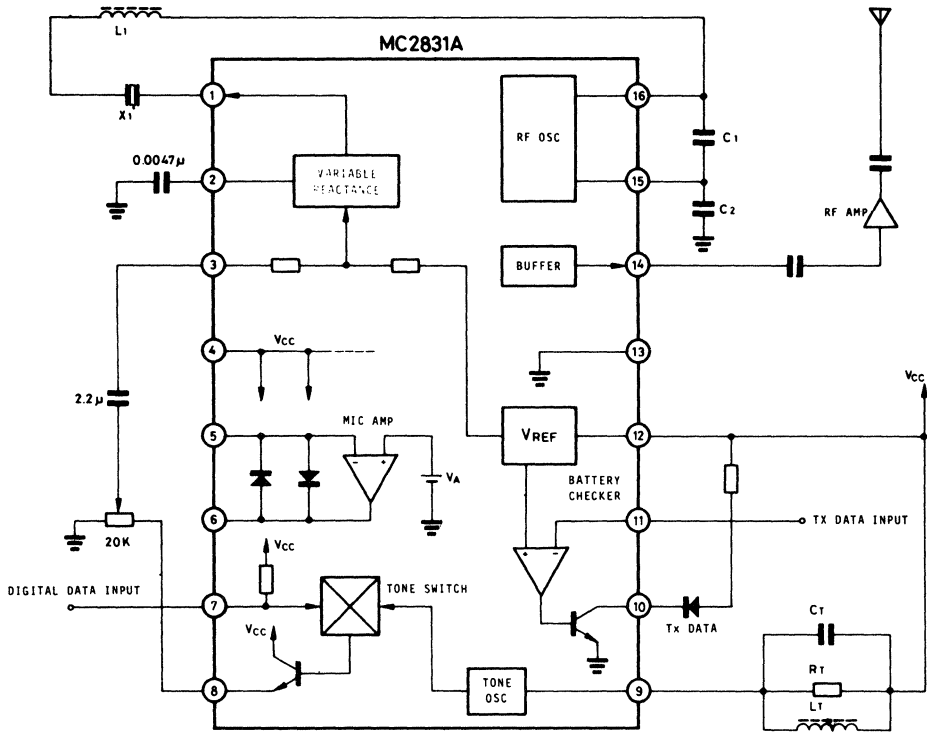 L1
MC2831A
1
16
X1
C1
RF OSC
0.0047µ
VARIABLE
REACTANCE
2
15
C2
RF AMP
3
BUFFER
14
4
VCC
13
VCC
2.2µ
MIC AMP
5
VREF
12
- +
VA
BATTERY
CHECKER
6
11
TX DATA INPUT
20K
VCC
+ -
DIGITAL DATA INPUT
7
TONE SWITCH
10
Tx DATA
CT
VCC
8
TONE
OSC
9
RT
LT